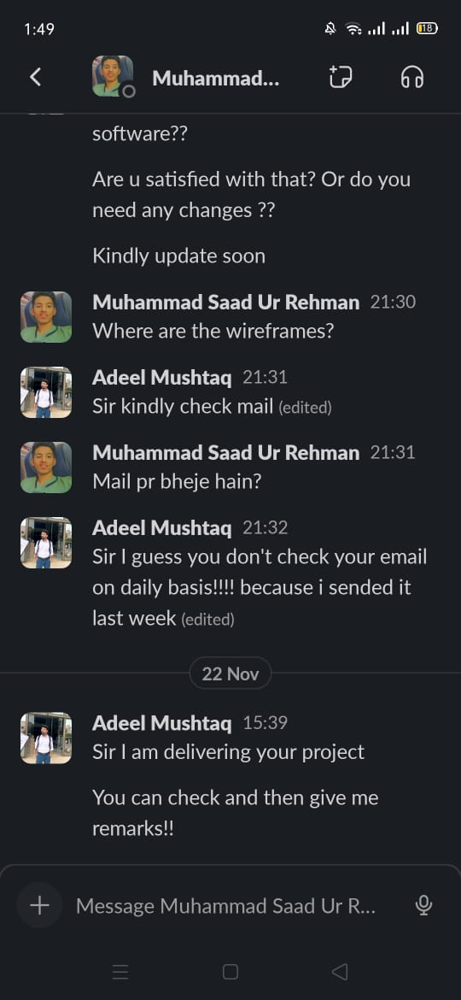 1:49
18
Muhammad...
software??
Are u satisfied with that? Or do you
need any changes ??
Kindly update soon
Muhammad Saad Ur Rehman 21:30
Where are the wireframes?
Adeel Mushtaq 21:31
Sir kindly check mail (edited)
Muhammad Saad Ur Rehman 21:31
Mail pr bheje hain?
Adeel Mushtaq 21:32
Sir I guess you don't check your email
on daily basis!!!! because i sended it
last week (edited)
22 Nov
Adeel Mushtaq 15:39
Sir I am delivering your project
You can check and then give me
remarks!!
Message Muhammad Saad Ur R...